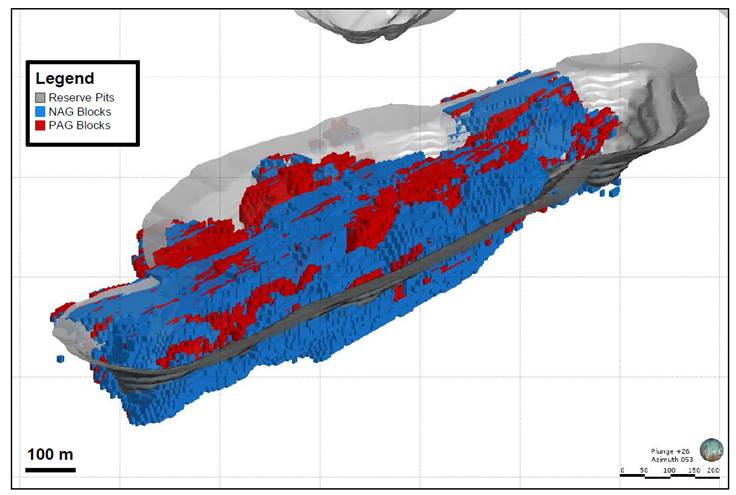 Legend
Reserve Pits
NAG Blocks
PAG Blocks
100 m
Plunge +26
Azimuth 053
0 50 100 150 200